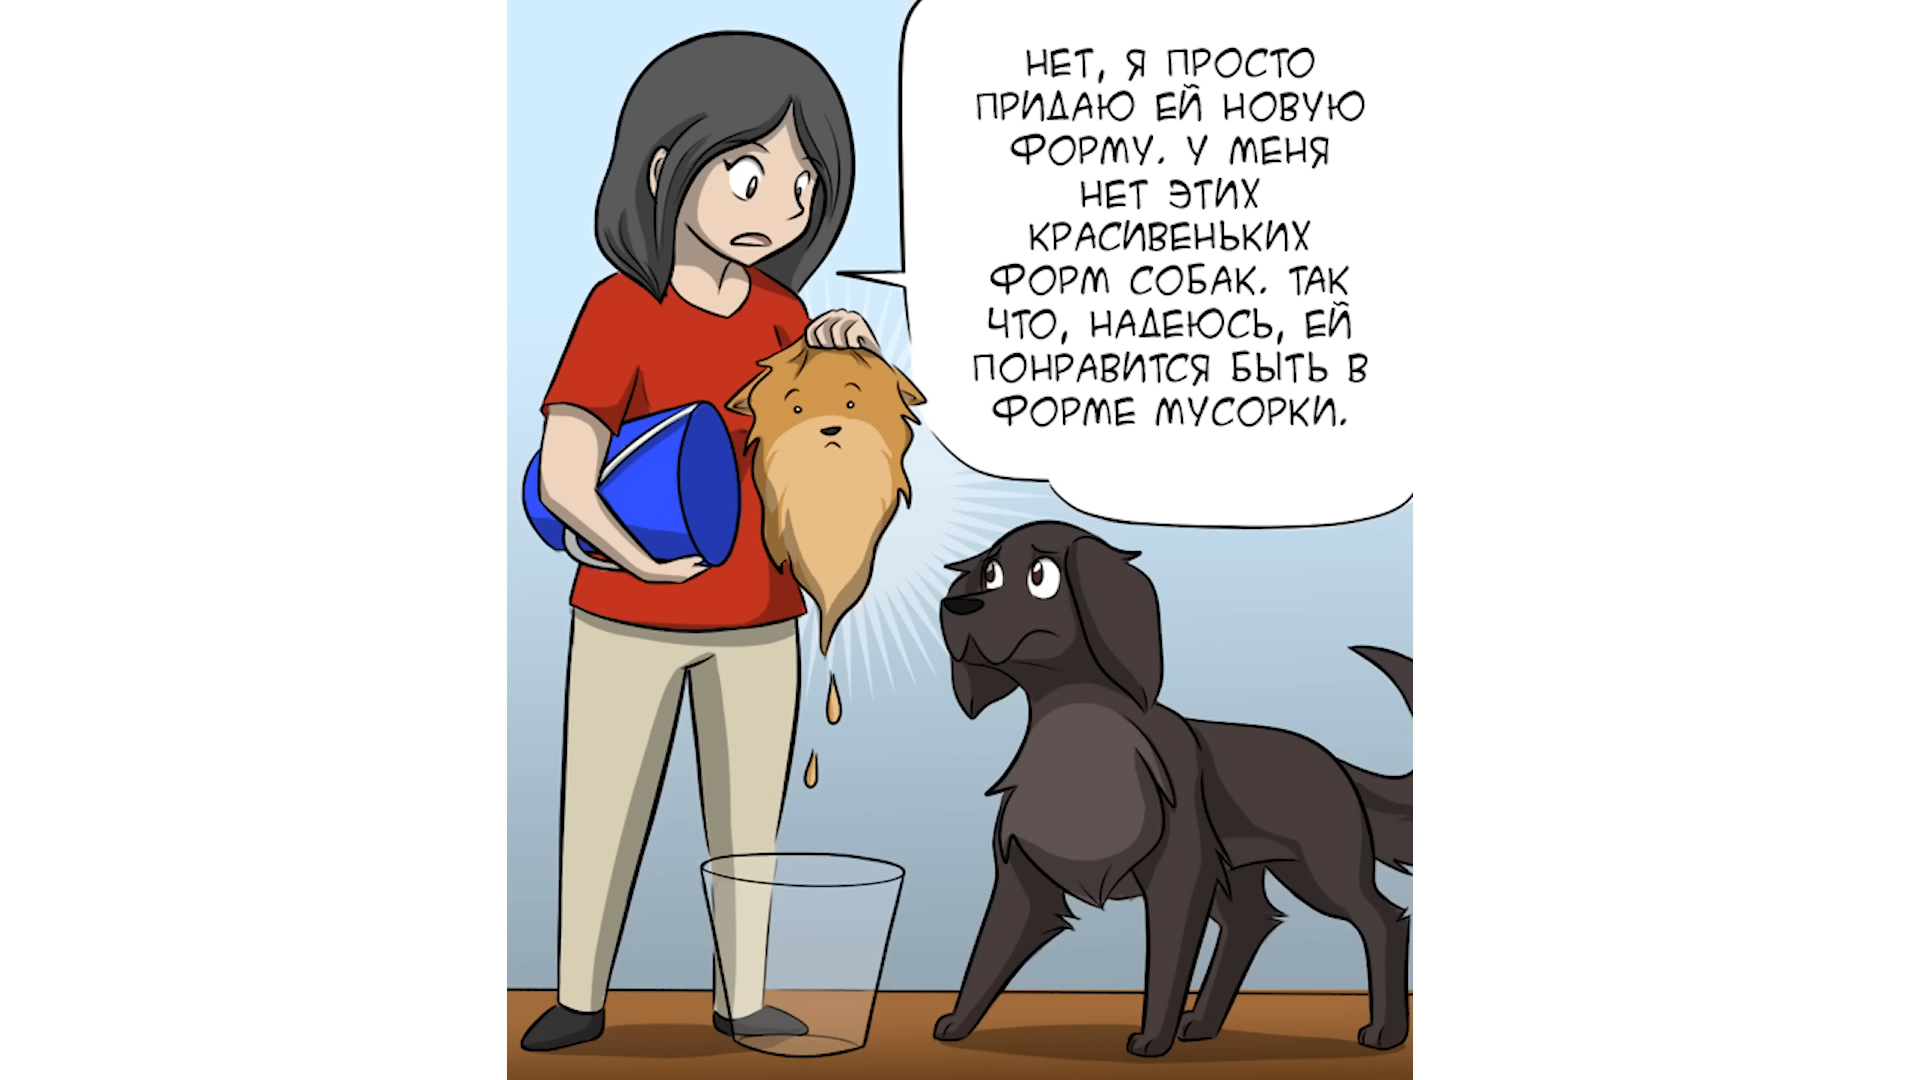 НЕТ, Я ПРОСТО
ПРИДАЮ ЕЙ НОВУЮ
ФОРМУ. У МЕНЯ
НЕТ ЭТИХ
КРАСИВЕНЬКИХ
ФОРМ СОБАК. ТАК
ЧТО, НАДЕЮСЬ, ЕЙ
ПОНРАВИТСЯ БЫТЬ В
ФОРМЕ МУСОРКИ.